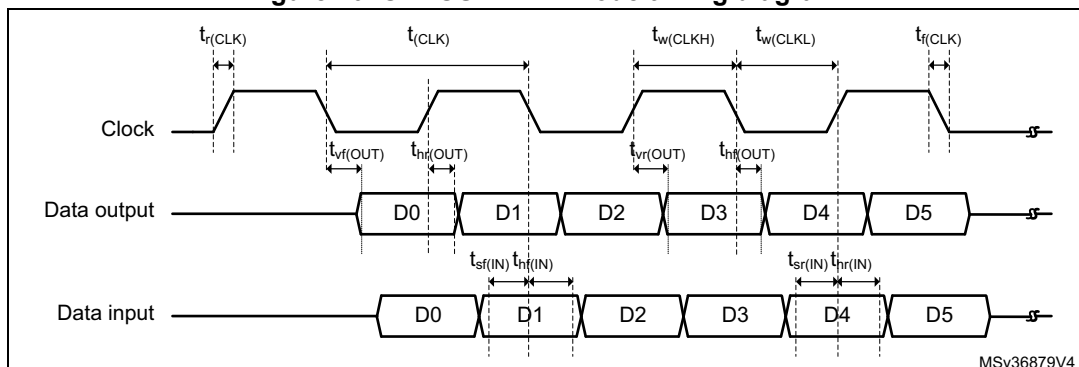 t_r(CLK) t_(CLK) t_w(CLKH) t_w(CLKL) t_f(CLK)
Clock
t_vf(OUT) t_hr(OUT) t_vr(OUT) t_hf(OUT)
Data output D0 D1 D2 D3 D4 D5
t_sf(IN) t_hf(IN) t_sr(IN) t_hr(IN)
Data input D0 D1 D2 D3 D4 D5
MSv36879V4